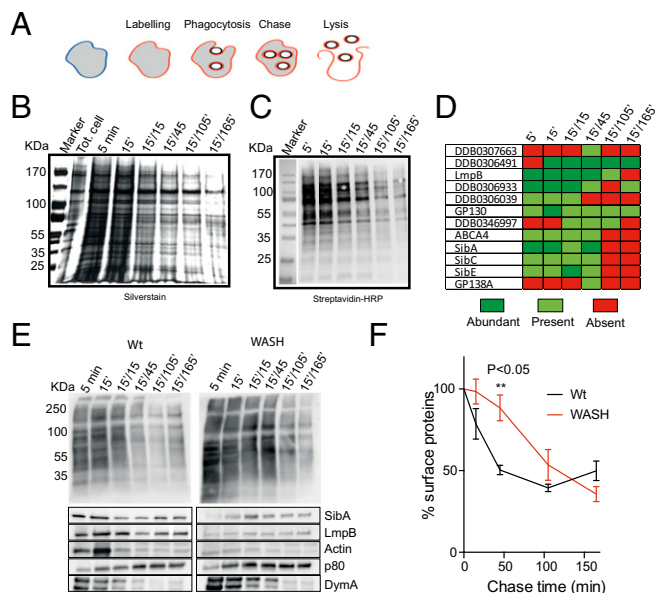 A
Labelling Phagocytosis Chase Lysis
B
KDa Marker Tot. cell 5 min 15' 15'/15 15'/45 15'/105' 15'/165'
170
100
55
35
25
Silverstain
C
KDa Marker 5' 15' 15'/15 15'/45 15'/105' 15'/165'
170
100
55
35
25
Streptavidin-HRP
D
5' 15' 15'/15 15/45 15/105' 15'/165'
DDB0307663
DDB0306491
LmpB
DDB0306933
DDB0306039
GP130
DDB0346997
ABCA4
SibA
SibC
SibE
GP138A
Abundant Present Absent
E
Wt WASH
KDa 5 min 15' 15'/15 15'/45 15'/105' 15'/165' 5 min 15' 15'/15 15'/45 15'/105' 15'/165'
250
100
55
35
SibA
LmpB
Actin
p80
DymA
F
P<0.05
**
Wt
WASH
% surface proteins
100
50
0
0 50 100 150
Chase time (min)